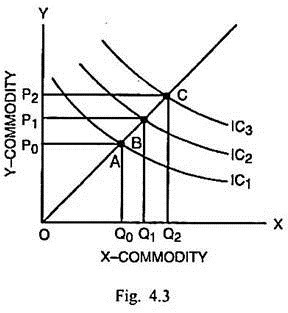 Y
Y-COMMODITY
P2
P1
P0
C
B
A
IC3
IC2
IC1
O
Q0 Q1 Q2
X
X-COMMODITY
Fig. 4.3